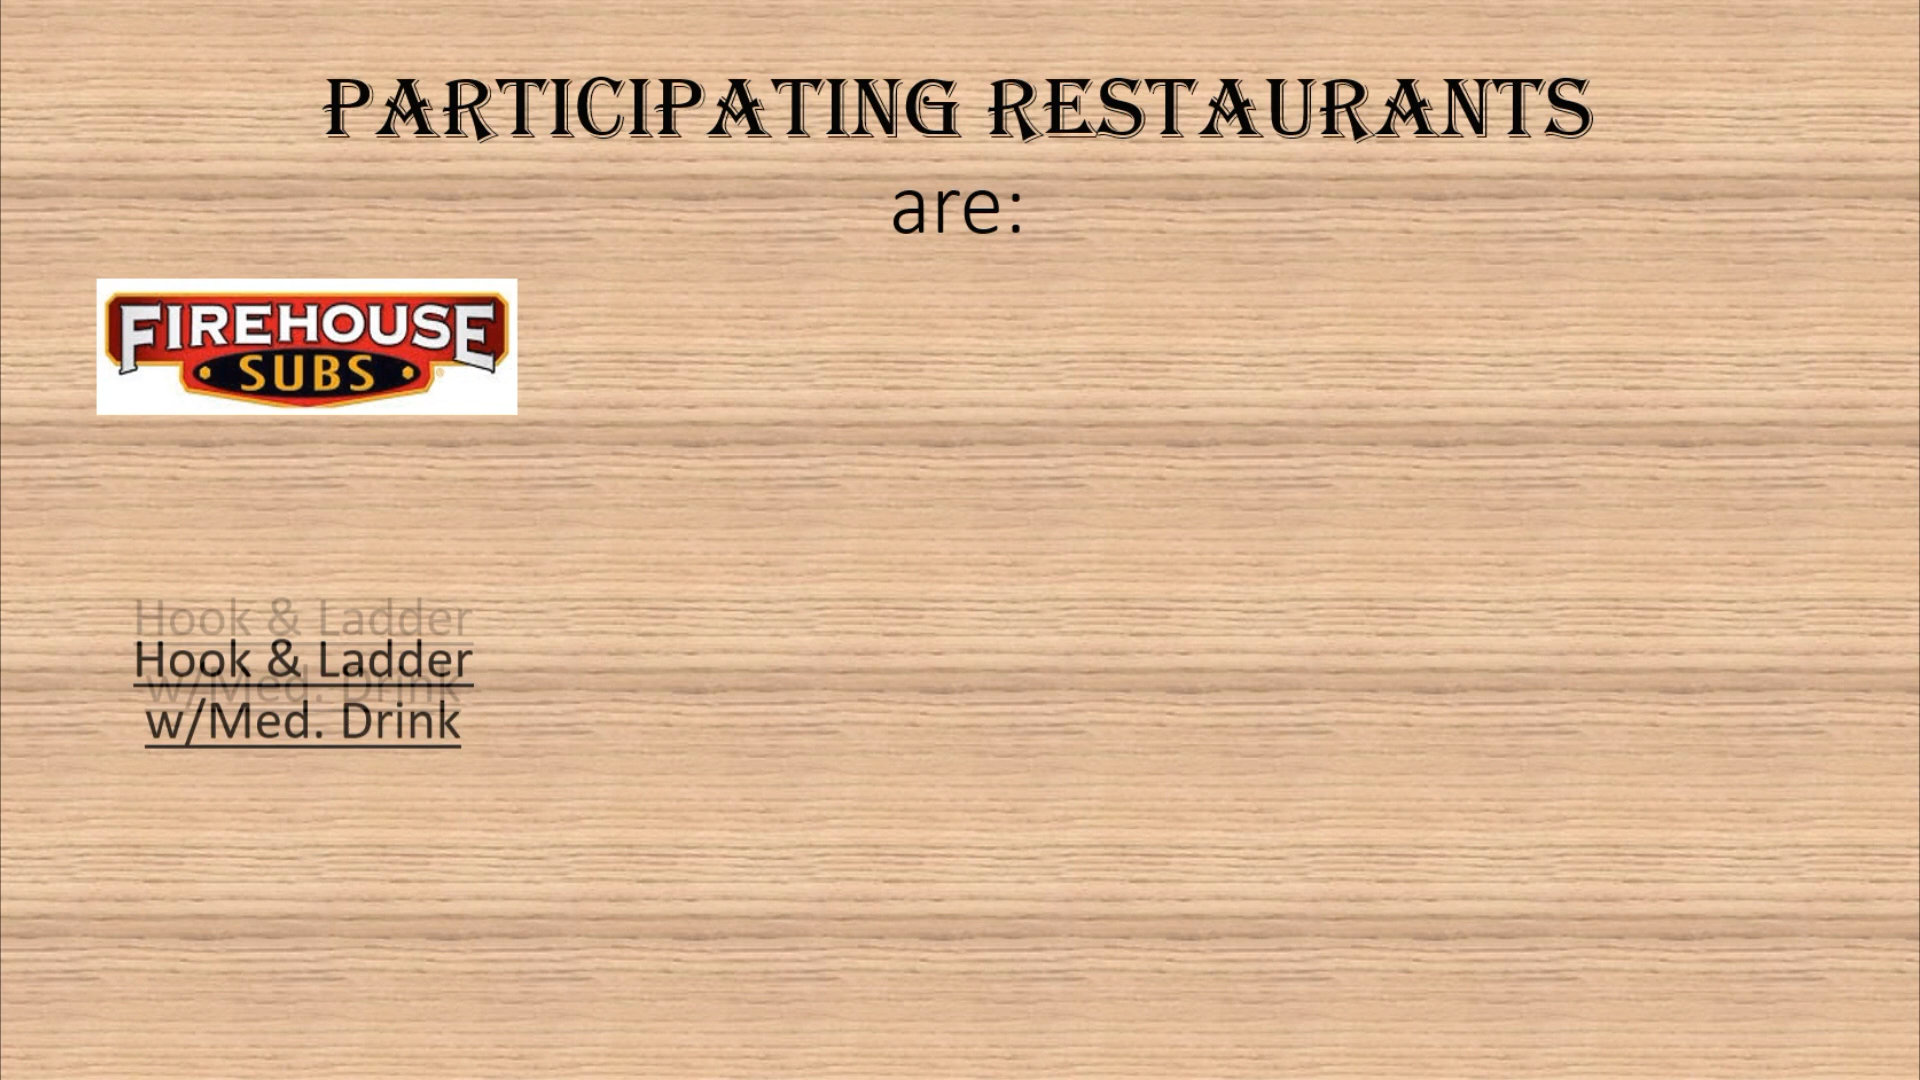 PARTICIPATING RESTAURANTS
are:
FIREHOUSE
SUBS
Hook & Ladder
Hook & Ladder
w/Med. Drink
w/Med. Drink